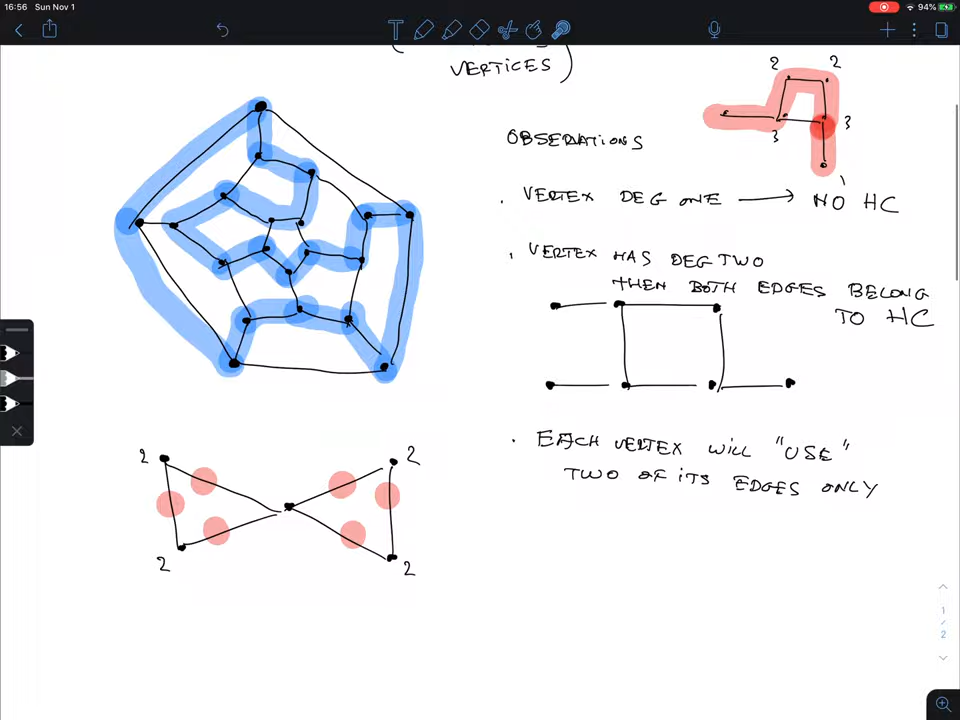 16:56 Sun Nov 1
94%
VERTICES)
2 2
3 3
OBSERVATIONS
. VERTEX DEG ONE → NO HC
. VERTEX HAS DEG TWO
THEN BOTH EDGES BELONG
TO HC
. EACH VERTEX WILL "USE"
TWO OF ITS EDGES ONLY
2 2
2 2
1
/
2